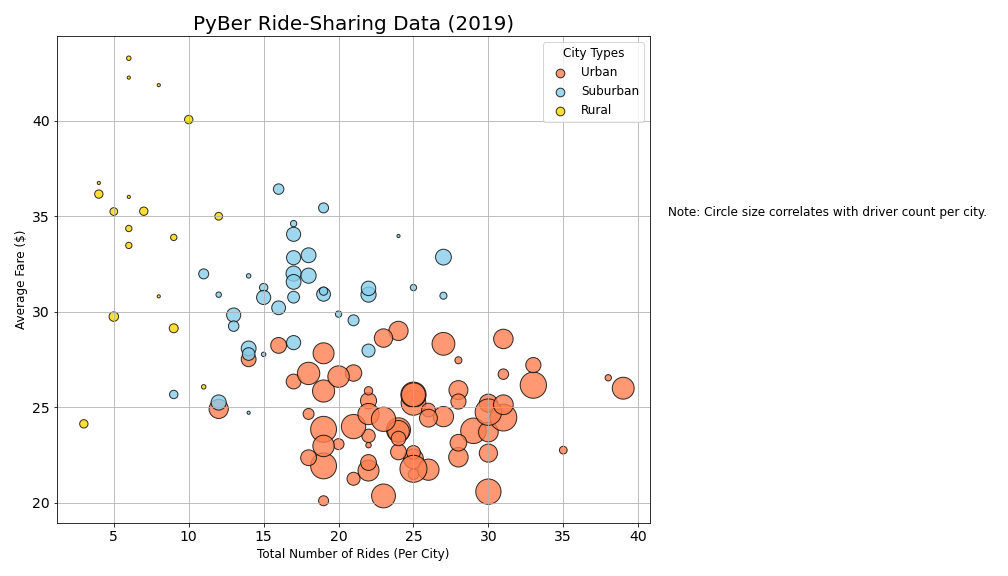 PyBer Ride-Sharing Data (2019)
City Types
Urban
Suburban
Rural
Average Fare ($)
40
35
30
25
20
Note: Circle size correlates with driver count per city.
5 10 15 20 25 30 35 40
Total Number of Rides (Per City)